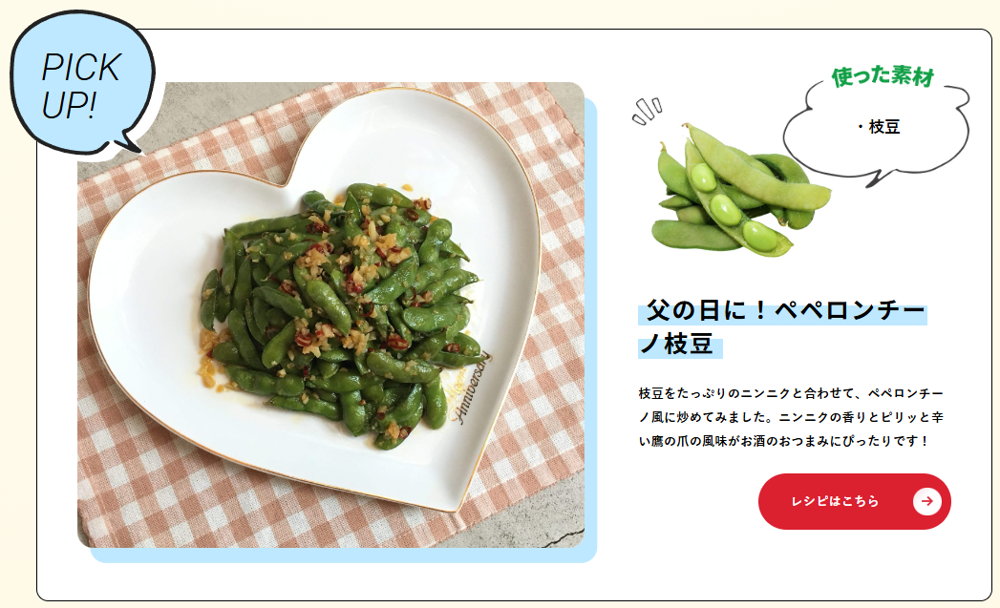 PICK
UP!
使った素材
・枝豆
Anniversary
父の日に！ペペロンチー
ノ枝豆
枝豆をたっぷりのニンニクと合わせて、ペペロンチー
ノ風に炒めてみました。ニンニクの香りとピリッと辛
い鷹の爪の風味がお酒のおつまみにぴったりです！
レシピはこちら